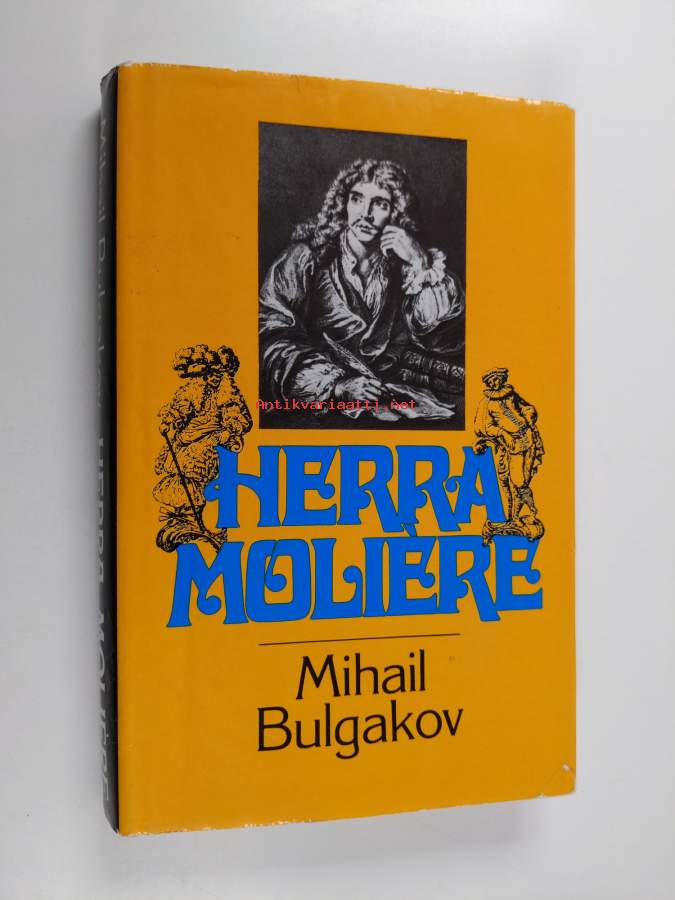 Antikvariaatti.net
HERRA
MOLIÈRE
Mihail
Bulgakov
Mihail Bulgakov HERRA MOLIÈRE